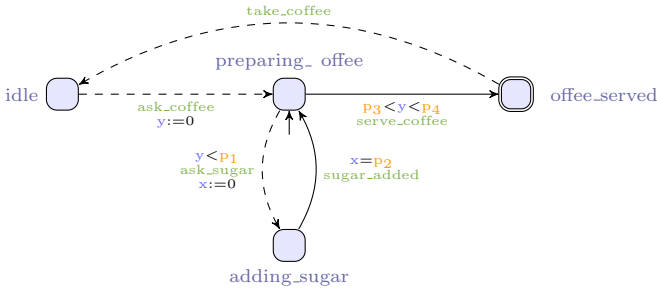 take_coffee
preparing_ offee
idle
offee_served
ask_coffee
y:=0
p3<y<p4
serve_coffee
y<p1
ask_sugar
x:=0
x=p2
sugar_added
adding_sugar